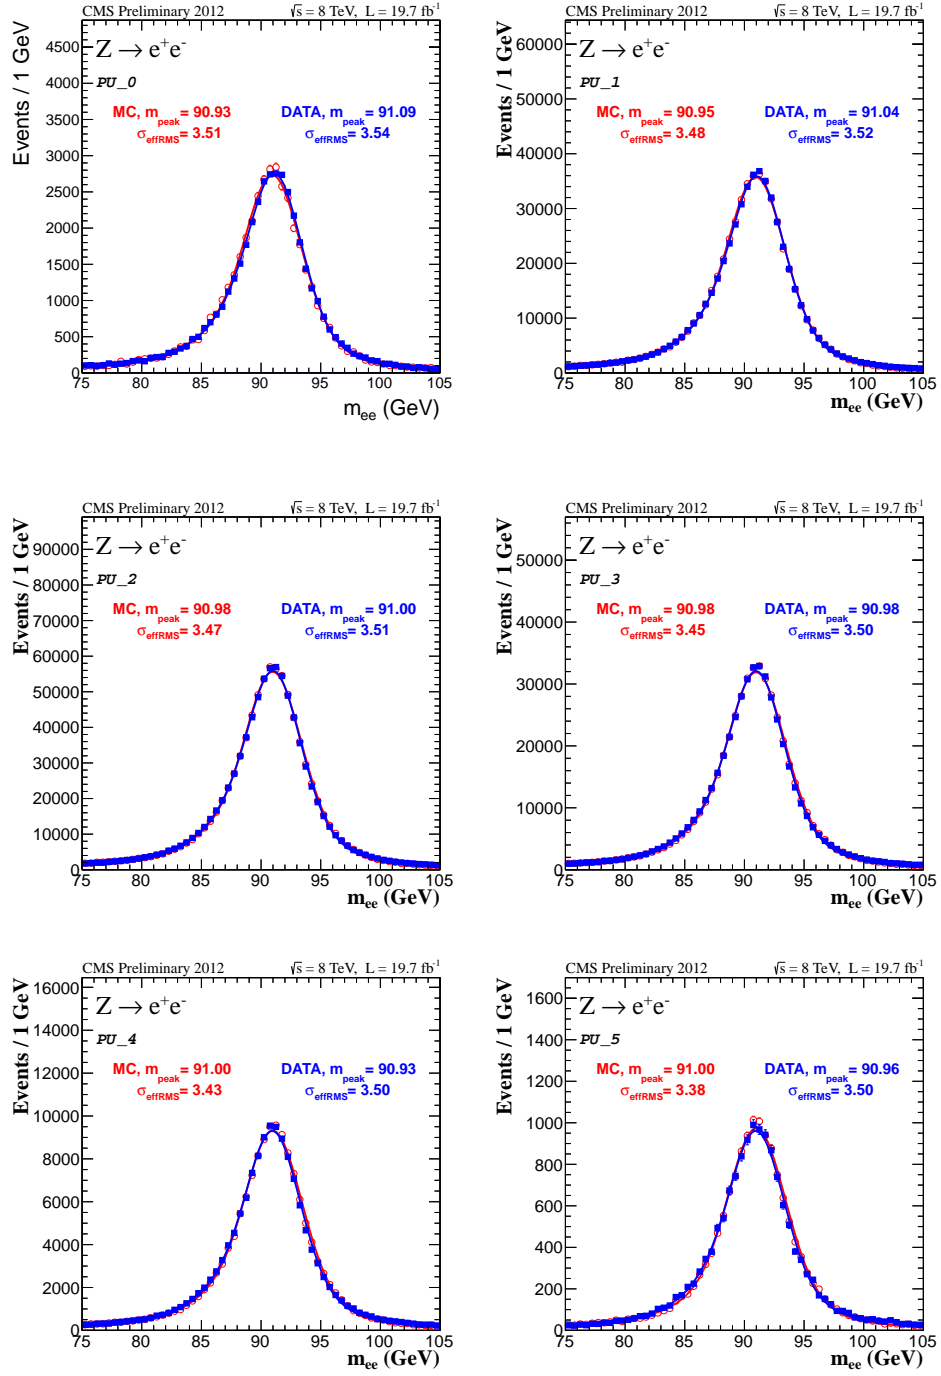 CMS Preliminary 2012 √s = 8 TeV, L = 19.7 fb-1
Z → e+e-
PU_0
MC, mpeak = 90.93
σeffRMS = 3.51
DATA, mpeak = 91.09
σeffRMS = 3.54
Events / 1 GeV
4500
4000
3500
3000
2500
2000
1500
1000
500
0
75 80 85 90 95 100 105
mee (GeV)
CMS Preliminary 2012 √s = 8 TeV, L = 19.7 fb-1
Z → e+e-
PU_1
MC, mpeak = 90.95
σeffRMS = 3.48
DATA, mpeak = 91.04
σeffRMS = 3.52
Events / 1 GeV
60000
50000
40000
30000
20000
10000
0
75 80 85 90 95 100 105
mee (GeV)
CMS Preliminary 2012 √s = 8 TeV, L = 19.7 fb-1
Z → e+e-
PU_2
MC, mpeak = 90.98
σeffRMS = 3.47
DATA, mpeak = 91.00
σeffRMS = 3.51
Events / 1 GeV
90000
80000
70000
60000
50000
40000
30000
20000
10000
0
75 80 85 90 95 100 105
mee (GeV)
CMS Preliminary 2012 √s = 8 TeV, L = 19.7 fb-1
Z → e+e-
PU_3
MC, mpeak = 90.98
σeffRMS = 3.45
DATA, mpeak = 90.98
σeffRMS = 3.50
Events / 1 GeV
50000
40000
30000
20000
10000
0
75 80 85 90 95 100 105
mee (GeV)
CMS Preliminary 2012 √s = 8 TeV, L = 19.7 fb-1
Z → e+e-
PU_4
MC, mpeak = 91.00
σeffRMS = 3.43
DATA, mpeak = 90.93
σeffRMS = 3.50
Events / 1 GeV
16000
14000
12000
10000
8000
6000
4000
2000
0
75 80 85 90 95 100 105
mee (GeV)
CMS Preliminary 2012 √s = 8 TeV, L = 19.7 fb-1
Z → e+e-
PU_5
MC, mpeak = 91.00
σeffRMS = 3.38
DATA, mpeak = 90.96
σeffRMS = 3.50
Events / 1 GeV
1600
1400
1200
1000
800
600
400
200
0
75 80 85 90 95 100 105
mee (GeV)